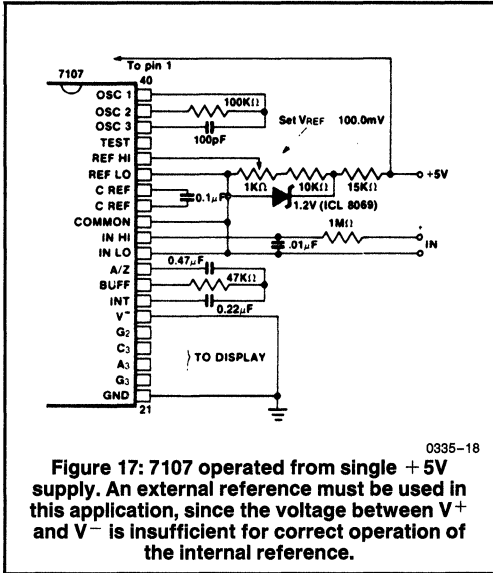 To pin 1
7107
40
OSC 1
OSC 2
OSC 3
TEST
REF HI
REF LO
C REF
C REF
COMMON
IN HI
IN LO
A/Z
BUFF
INT
V⁻
G₂
C₃
A₃
G₃
GND
21
100KΩ
100pF
Set VREF 100.0mV
+5V
1KΩ
10KΩ
15KΩ
0.1μF
1.2V (ICL 8069)
1MΩ
+
.01μF
IN
-
0.47μF
47KΩ
0.22μF
TO DISPLAY
0335–18
Figure 17: 7107 operated from single +5V
supply. An external reference must be used in
this application, since the voltage between V⁺
and V⁻ is insufficient for correct operation of
the internal reference.